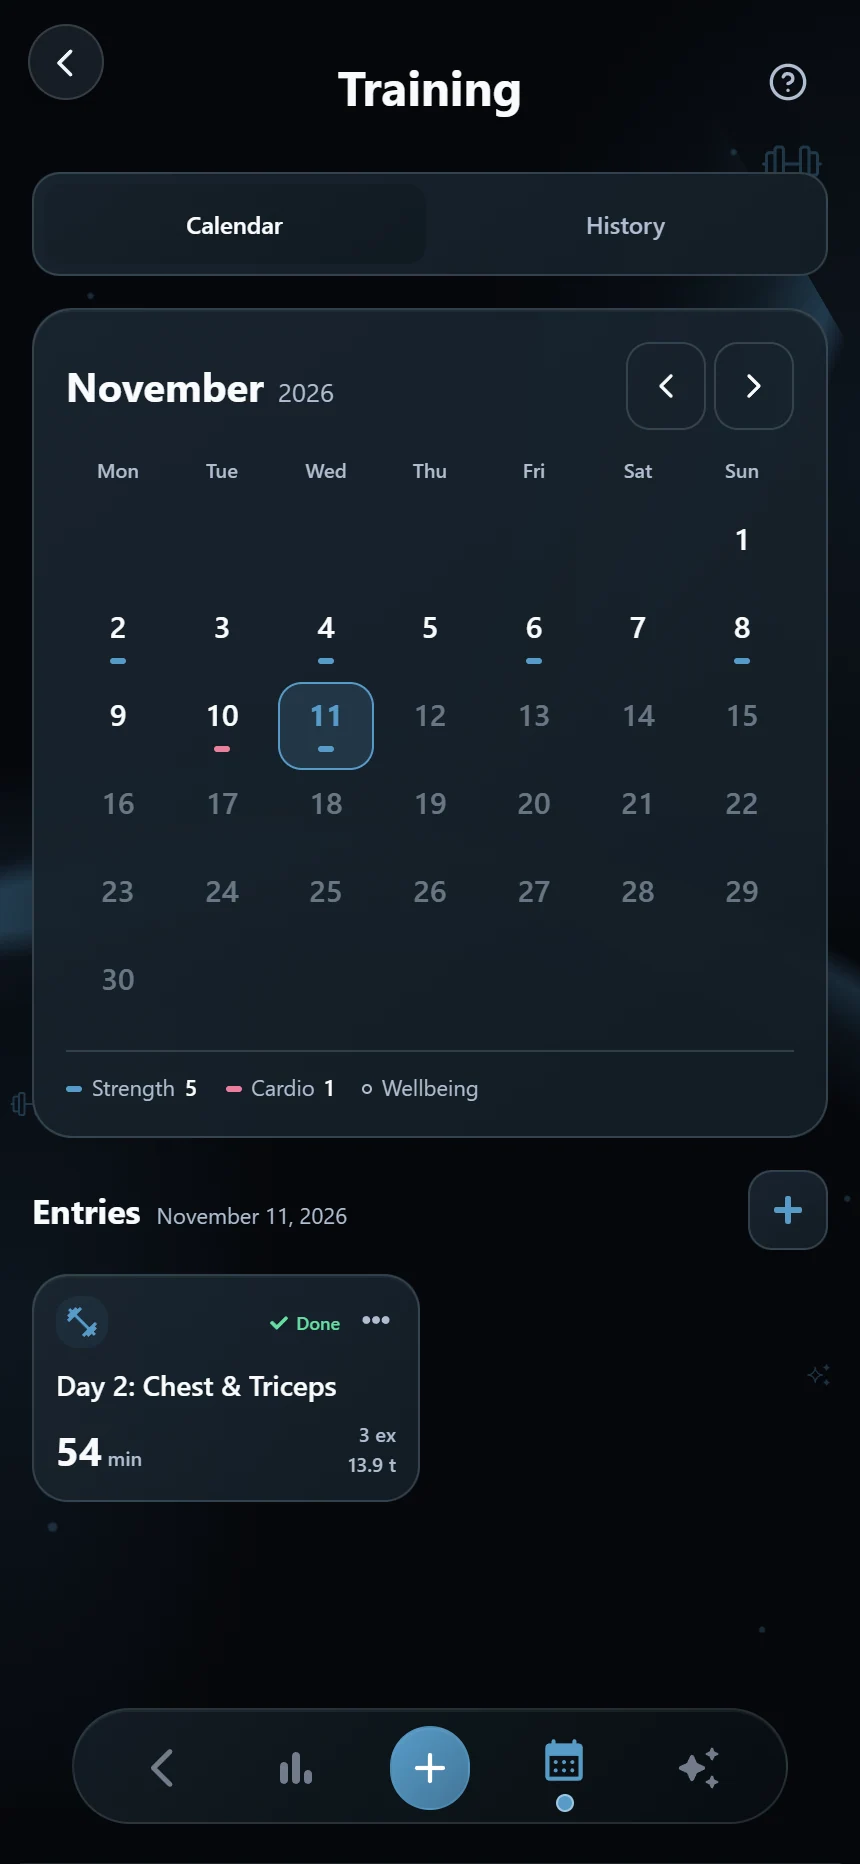 Training
Calendar History
November 2026
Mon Tue Wed Thu Fri Sat Sun
1
2 3 4 5 6 7 8
9 10 11 12 13 14 15
16 17 18 19 20 21 22
23 24 25 26 27 28 29
30
Strength 5 Cardio 1 Wellbeing
Entries November 11, 2026
Done
Day 2: Chest & Triceps
54 min
3 ex
13.9 t